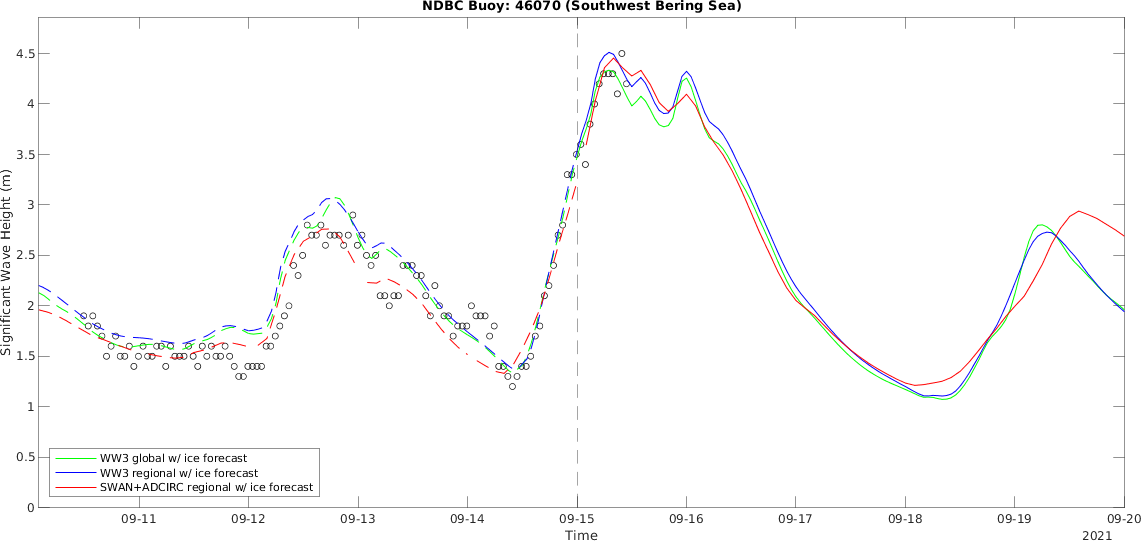 NDBC Buoy: 46070 (Southwest Bering Sea)
Significant Wave Height (m)
4.5
4
3.5
3
2.5
2
1.5
1
0.5
0
WW3 global w/ ice forecast
WW3 regional w/ ice forecast
SWAN+ADCIRC regional w/ ice forecast
09-11 09-12 09-13 09-14 09-15 09-16 09-17 09-18 09-19 09-20
Time
2021